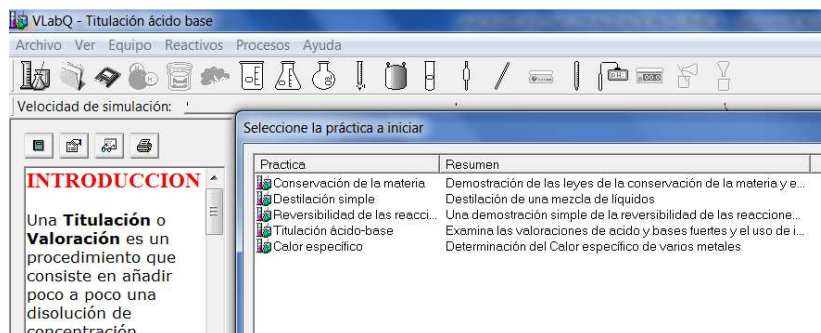 VLabQ - Titulación ácido base
Archivo Ver Equipo Reactivos Procesos Ayuda
Velocidad de simulación:
Seleccione la práctica a iniciar
Practica Resumen
Conservación de la materia Demostración de las leyes de la conservación de la materia y e...
Destilación simple Destilación de una mezcla de líquidos
Reversibilidad de las reacci... Una demostración simple de la reversibilidad de las reaccione...
Titulación ácido-base Examina las valoraciones de acido y bases fuertes y el uso de i...
Calor específico Determinación del Calor específico de varios metales
INTRODUCCION
Una Titulación o
Valoración es un
procedimiento que
consiste en añadir
poco a poco una
disolución de
concentración